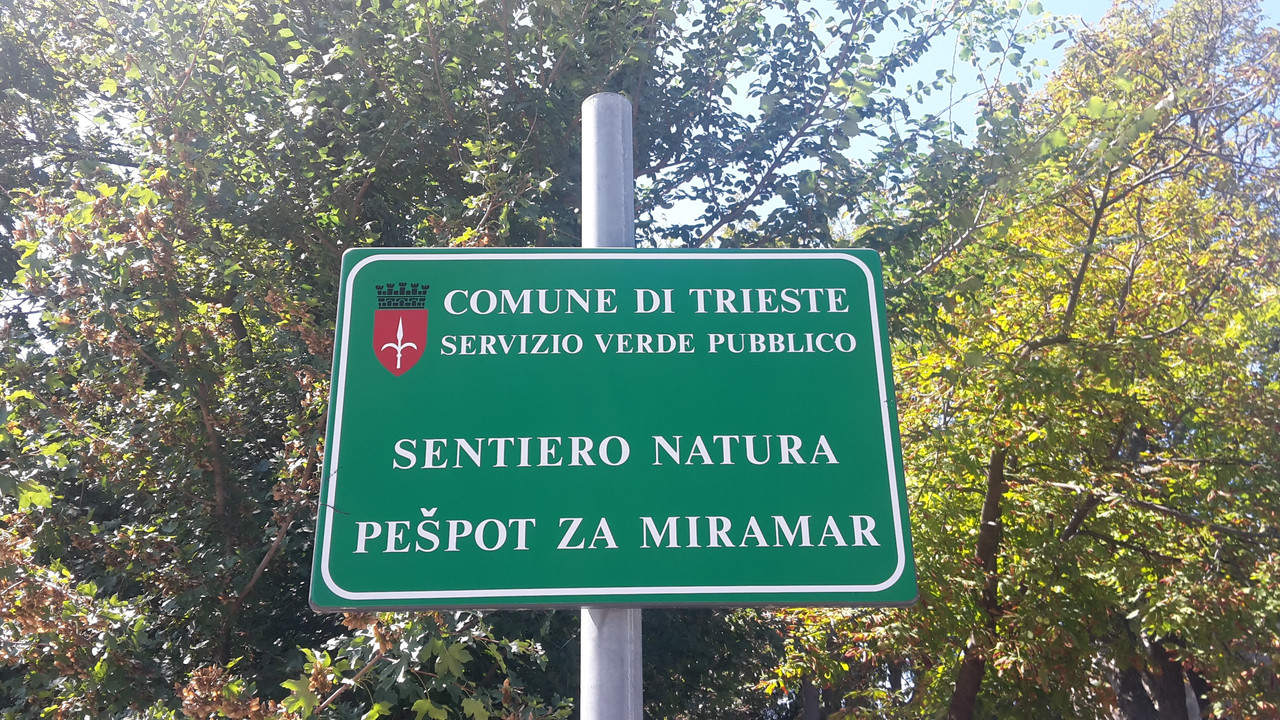 COMUNE DI TRIESTE
SERVIZIO VERDE PUBBLICO
SENTIERO NATURA
PEŠPOT ZA MIRAMAR